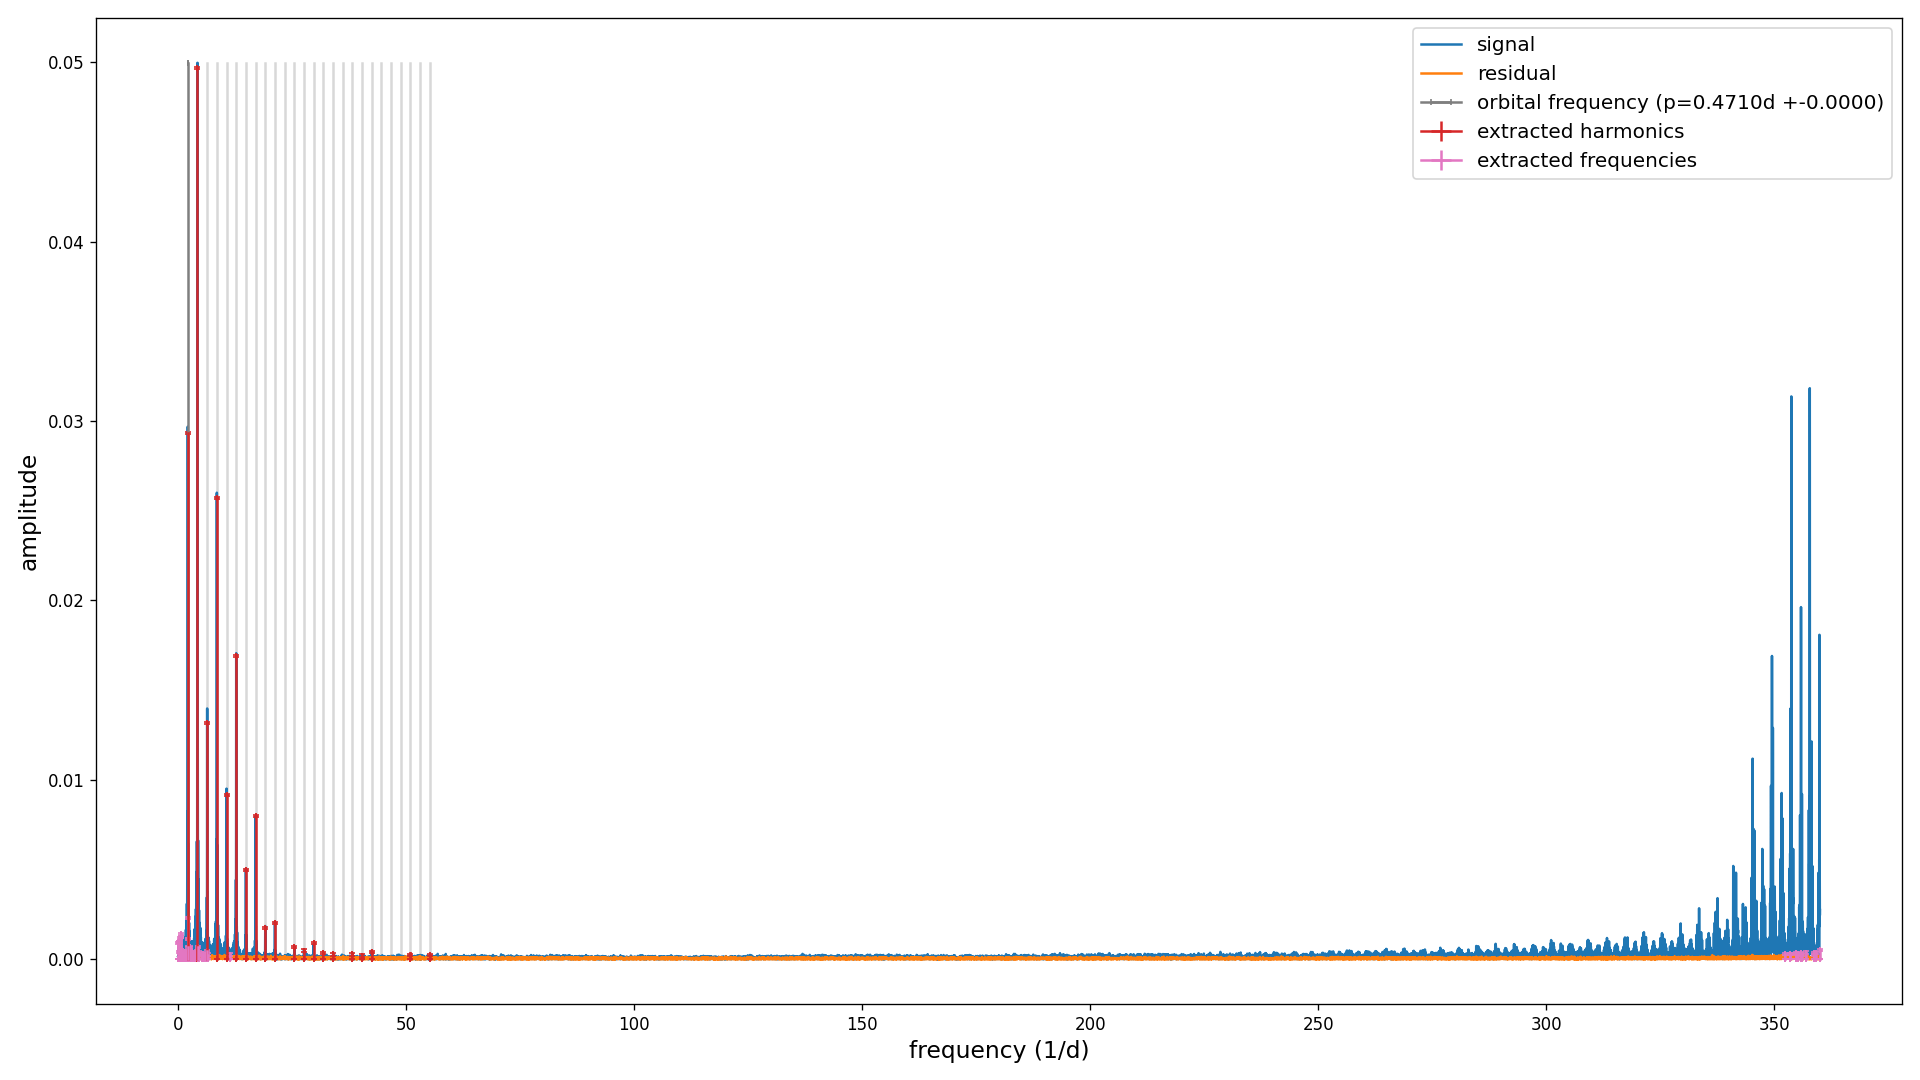 signal
residual
orbital frequency (p=0.4710d +-0.0000)
extracted harmonics
extracted frequencies
0.05
0.04
0.03
0.02
0.01
0.00
amplitude
0 50 100 150 200 250 300 350
frequency (1/d)